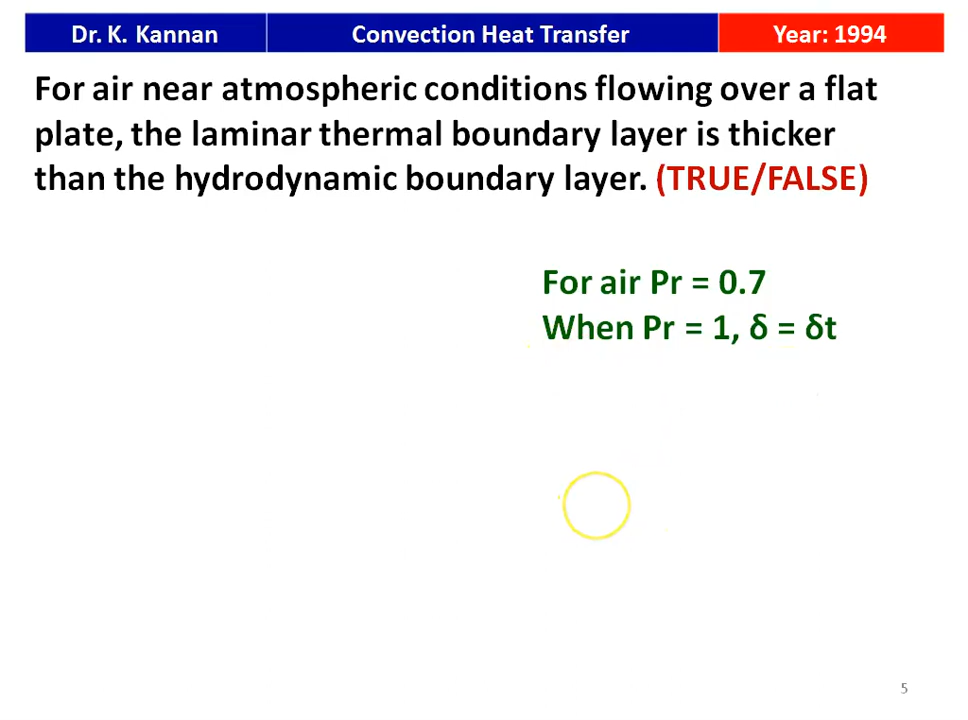 Dr. K. Kannan
Convection Heat Transfer
Year: 1994
For air near atmospheric conditions flowing over a flat
plate, the laminar thermal boundary layer is thicker
than the hydrodynamic boundary layer. (TRUE/FALSE)
For air Pr = 0.7
When Pr = 1, δ = δt
5